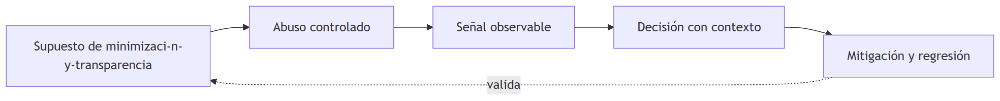 Supuesto de minimizaci-n-
y-transparencia
Abuso controlado
Señal observable
Decisión con contexto
Mitigación y regresión
valida